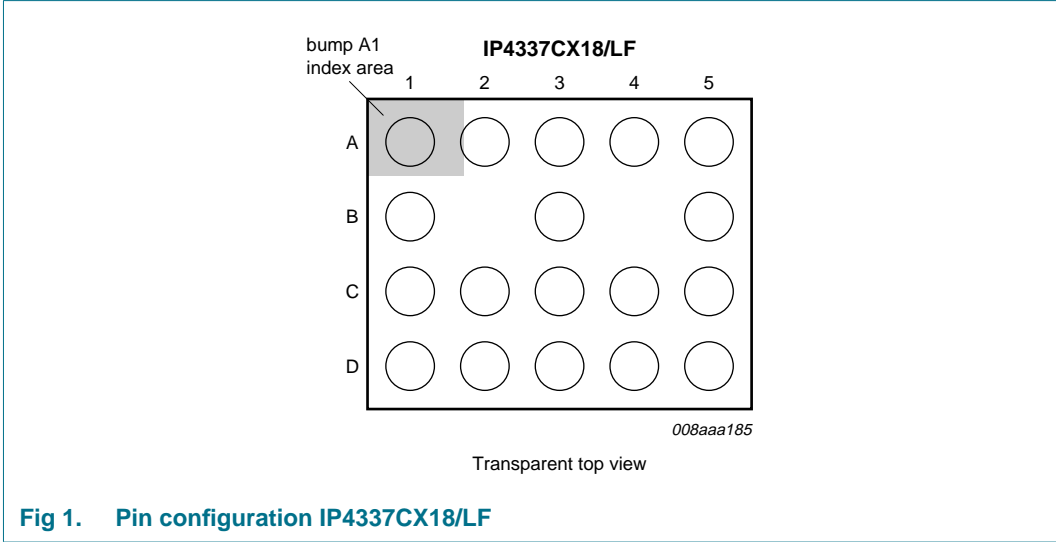 bump A1
index area
IP4337CX18/LF
1 2 3 4 5
A
B
C
D
008aaa185
Transparent top view
Fig 1. Pin configuration IP4337CX18/LF